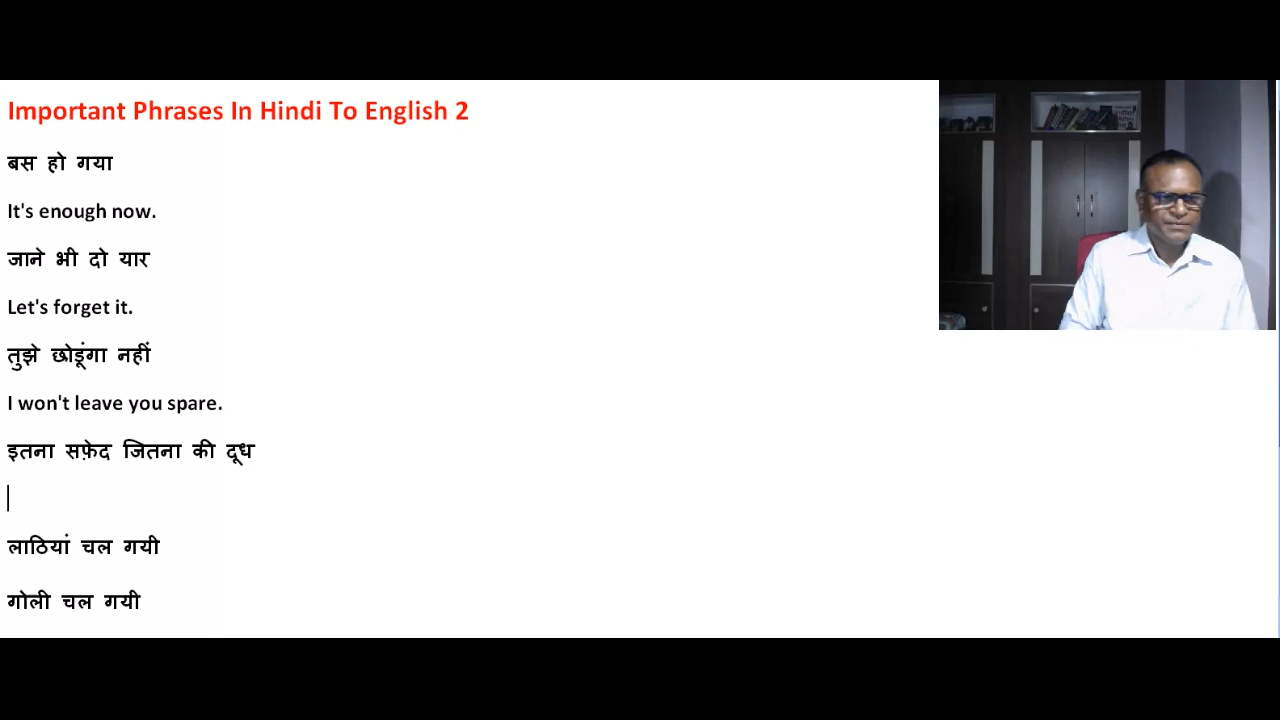 Important Phrases In Hindi To English 2
बस हो गया
It's enough now.
जाने भी दो यार
Let's forget it.
तुझे छोडूंगा नहीं
I won't leave you spare.
इतना सफ़ेद जितना की दूध
लाठियां चल गयी
गोली चल गयी